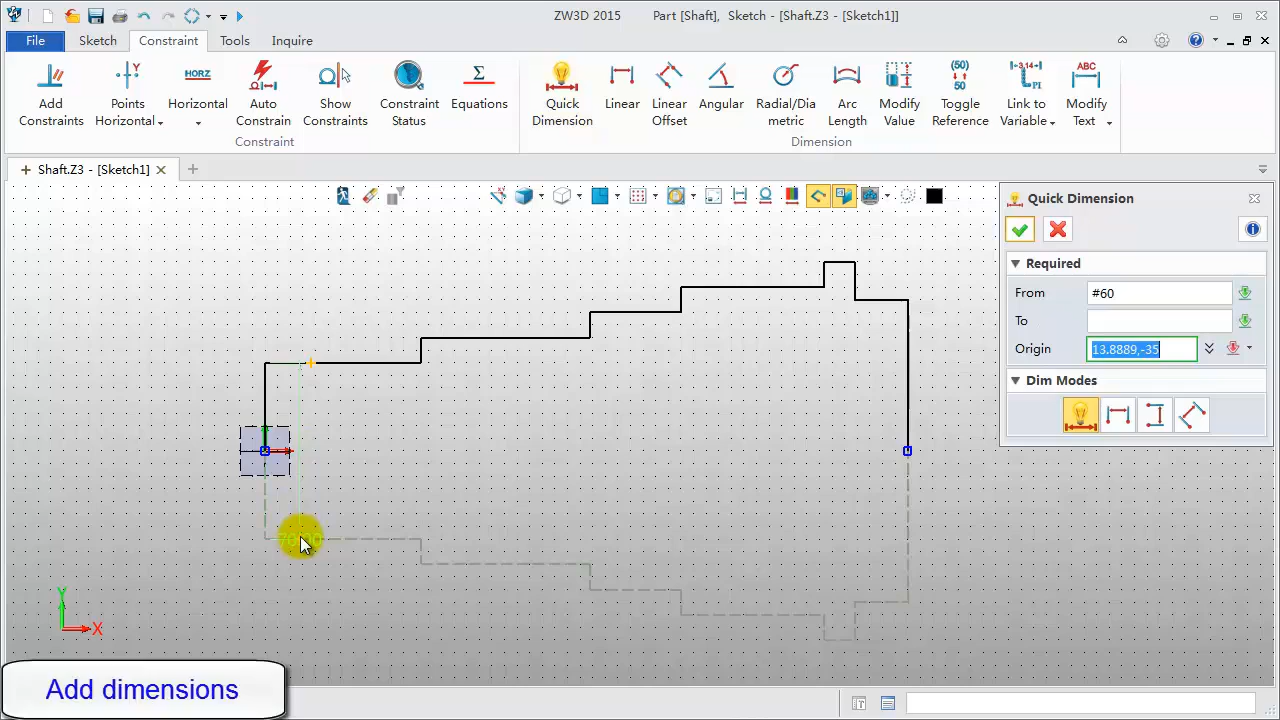 ZW3D 2015 Part [Shaft], Sketch - [Shaft.Z3 - [Sketch1]]
File Sketch Constraint Tools Inquire
Y HORZ Σ (50) 50 3.14 PI ABC
Add Constraints
Points Horizontal
Horizontal
Auto Constrain
Show Constraints
Constraint Status
Equations
Quick Dimension
Linear
Linear Offset
Angular
Radial/Dia metric
Arc Length
Modify Value
Toggle Reference
Link to Variable
Modify Text
Constraint Dimension
Shaft.Z3 - [Sketch1]
Quick Dimension
Required
From #60
To
Origin 13.8889,-35
Dim Modes
Y
X
Add dimensions